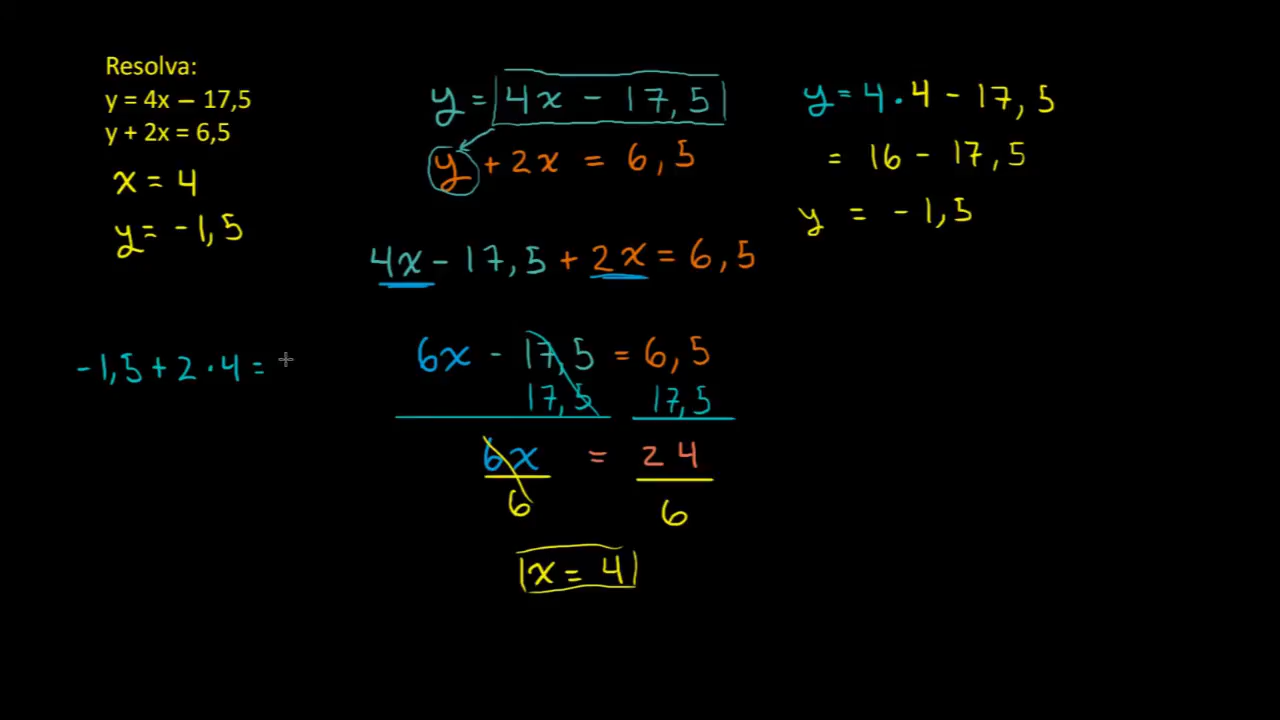 Resolva:
y = 4x – 17,5
y + 2x = 6,5
x = 4
y = -1,5
-1,5 + 2 · 4 =
y = 4x - 17,5
y + 2x = 6,5
4x - 17,5 + 2x = 6,5
6x - 17,5 = 6,5
17,5 17,5
6x = 24
6 6
x = 4
y = 4 · 4 - 17,5
= 16 - 17,5
y = -1,5